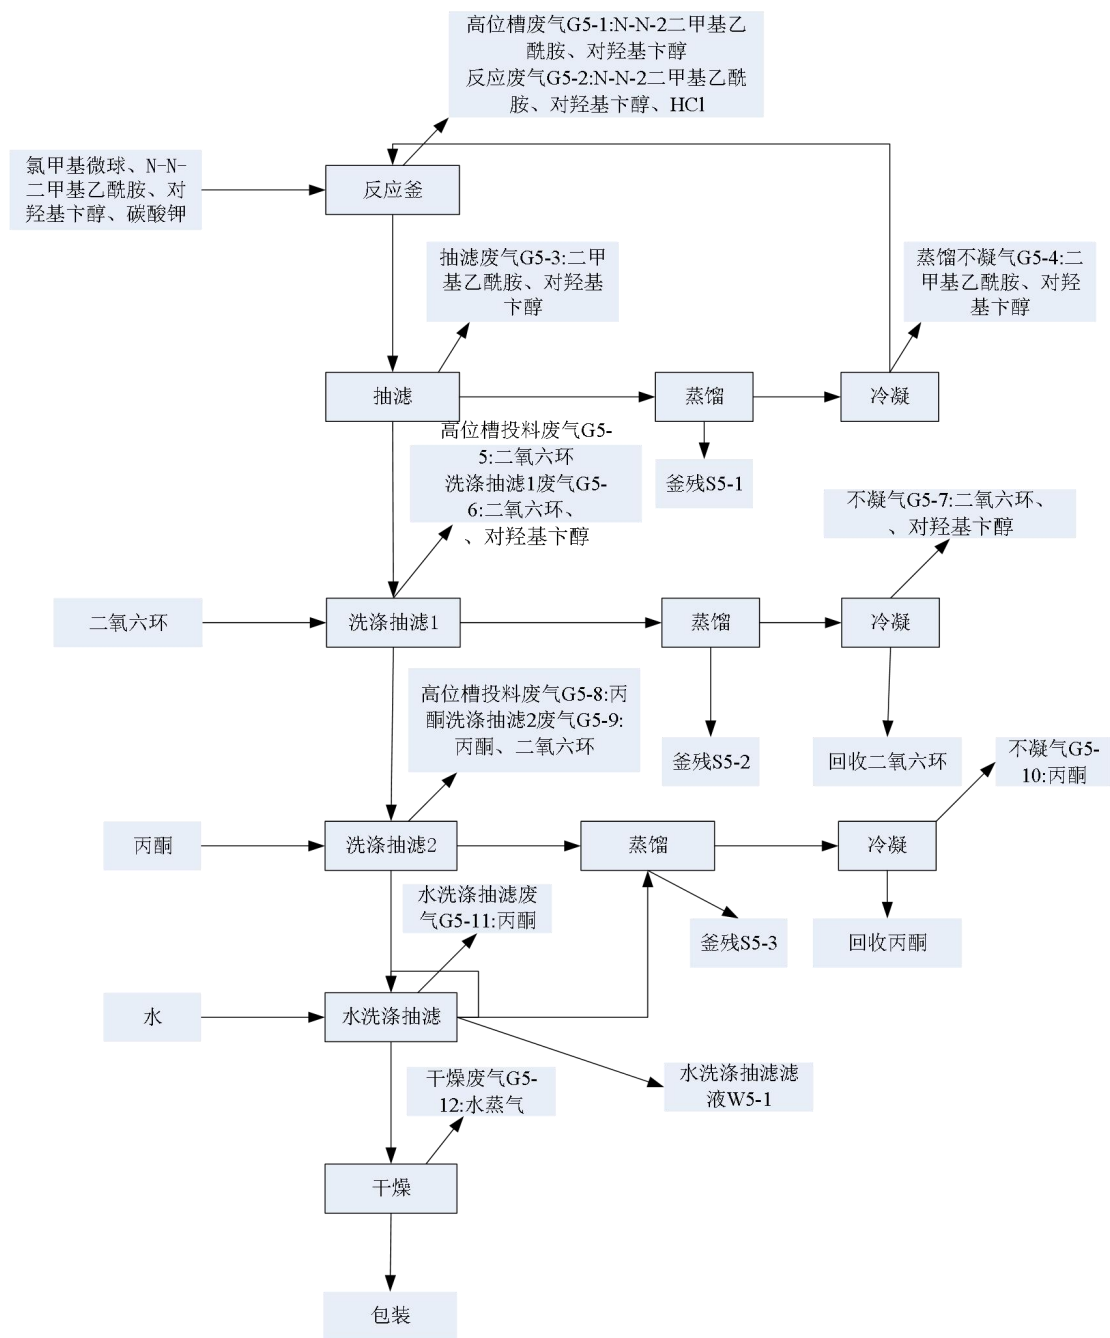 高位槽废气G5-1:N-N-2二甲基乙
酰胺、对羟基卞醇
反应废气G5-2:N-N-2二甲基乙酰
胺、对羟基卞醇、HCl
氯甲基微球、N-N-
二甲基乙酰胺、对
羟基卞醇、碳酸钾
反应釜
抽滤废气G5-3:二甲
基乙酰胺、对羟基
卞醇
蒸馏不凝气G5-4:二
甲基乙酰胺、对羟
基卞醇
抽滤
蒸馏
冷凝
高位槽投料废气G5-
5:二氧六环
洗涤抽滤1废气G5-
6:二氧六环、
、对羟基卞醇
釜残S5-1
不凝气G5-7:二氧六环、
、对羟基卞醇
二氧六环
洗涤抽滤1
蒸馏
冷凝
高位槽投料废气G5-8:丙
酮洗涤抽滤2废气G5-9:
丙酮、二氧六环
釜残S5-2
回收二氧六环
不凝气G5-
10:丙酮
丙酮
洗涤抽滤2
蒸馏
冷凝
水洗涤抽滤废
气G5-11:丙酮
釜残S5-3
回收丙酮
水
水洗涤抽滤
干燥废气G5-
12:水蒸气
水洗涤抽滤滤
液W5-1
干燥
包装